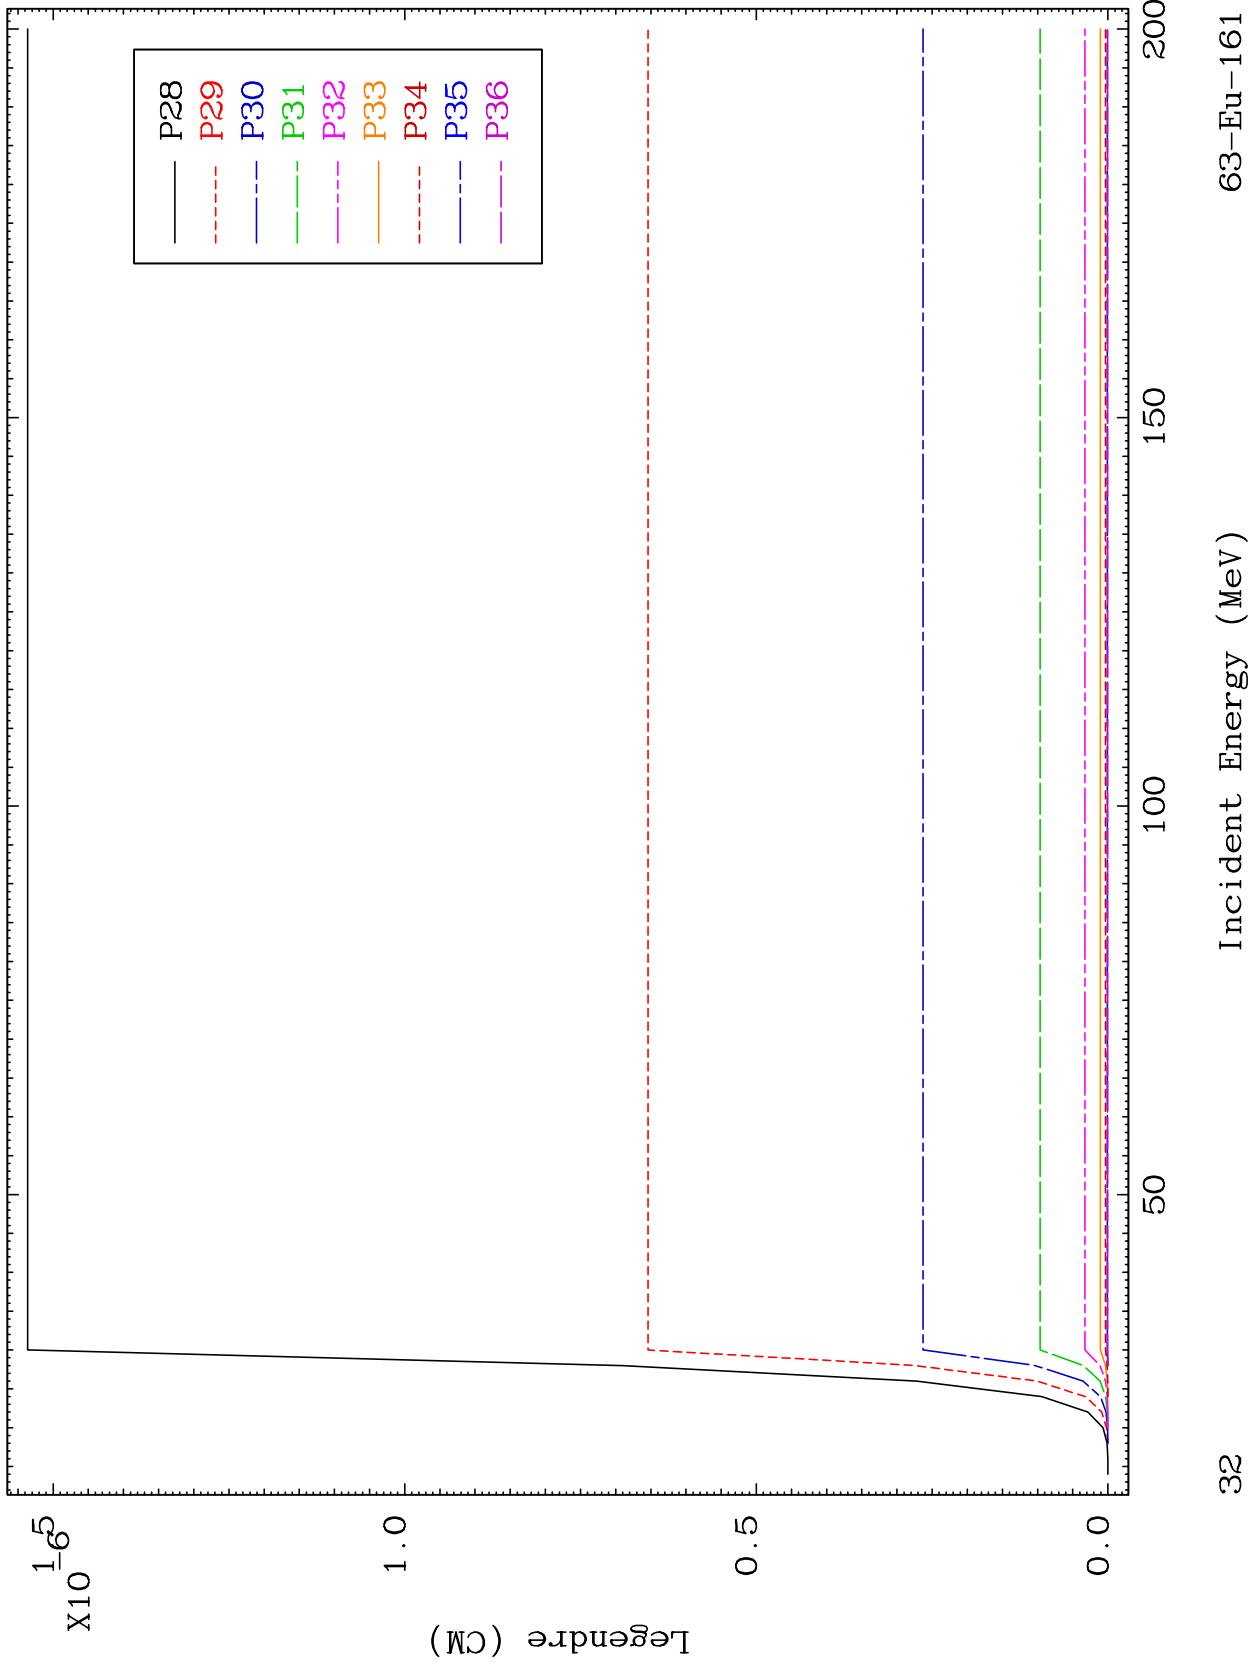 X10
-6
1.5
1.0
0.5
0.0
Legendre (CM)
P28
P29
P30
P31
P32
P33
P34
P35
P36
50
100
150
200
Incident Energy (MeV)
32
63-Eu-161